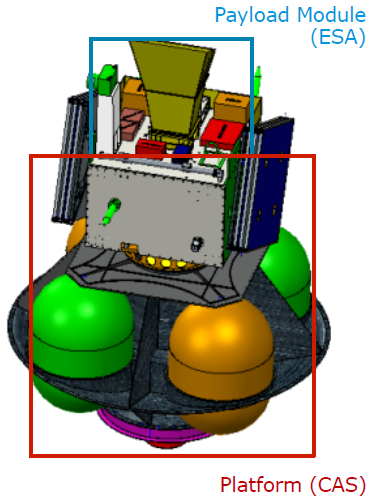 Payload Module
(ESA)
Platform (CAS)